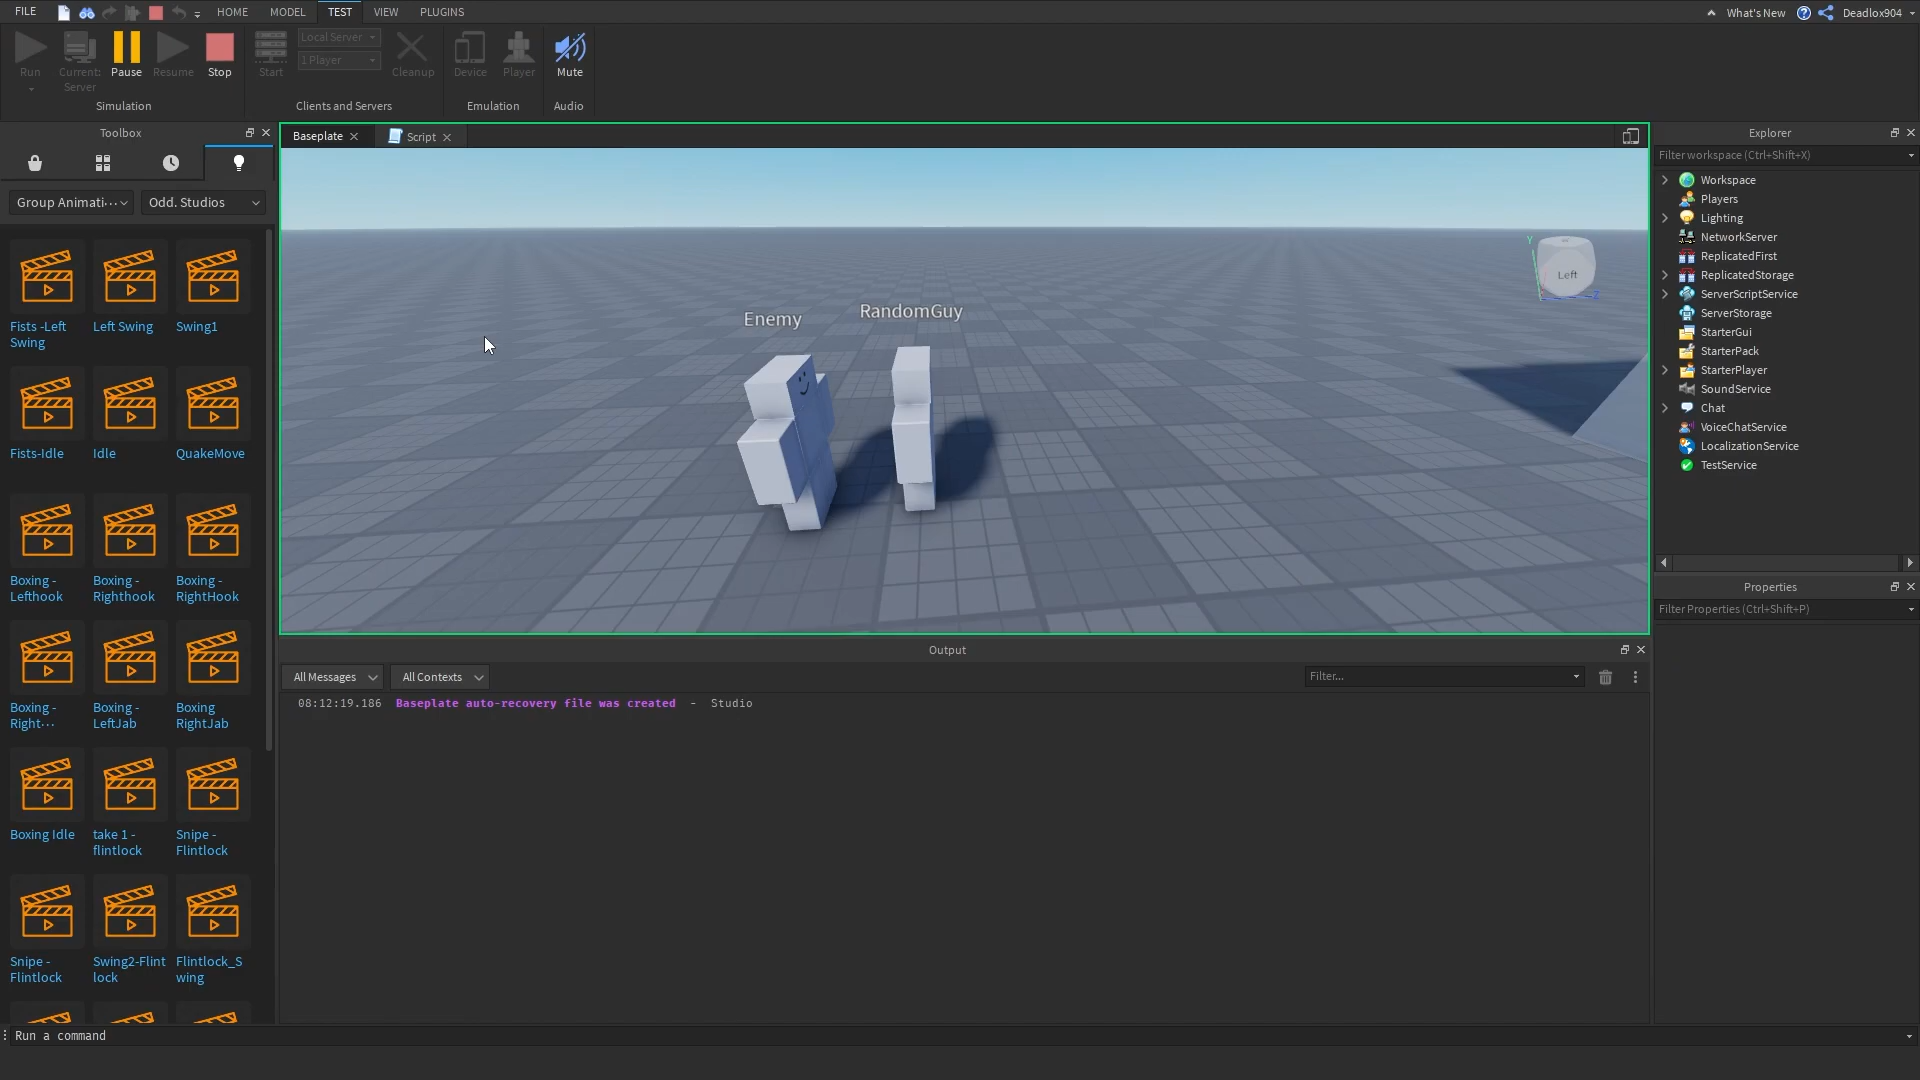 FILE
HOME
MODEL
TEST
VIEW
PLUGINS
What's New
Deadlox904
Run
Current:
Server
Pause
Resume
Stop
Simulation
Start
Local Server
1 Player
Cleanup
Clients and Servers
Device
Player
Emulation
Mute
Audio
Toolbox
Group Animati···
Odd. Studios
Fists -Left
Swing
Left Swing
Swing1
Fists-Idle
Idle
QuakeMove
Boxing -
Lefthook
Boxing -
Righthook
Boxing -
RightHook
Boxing -
Right···
Boxing -
LeftJab
Boxing
RightJab
Boxing Idle
take 1 -
flintlock
Snipe -
Flintlock
Snipe -
Flintlock
Swing2-Flint
lock
Flintlock_S
wing
Baseplate
Script
Enemy
RandomGuy
Y
Left
Z
Output
All Messages
All Contexts
Filter...
08:12:19.186 Baseplate auto-recovery file was created - Studio
Explorer
Filter workspace (Ctrl+Shift+X)
Workspace
Players
Lighting
NetworkServer
ReplicatedFirst
ReplicatedStorage
ServerScriptService
ServerStorage
StarterGui
StarterPack
StarterPlayer
SoundService
Chat
VoiceChatService
LocalizationService
TestService
Properties
Filter Properties (Ctrl+Shift+P)
Run a command